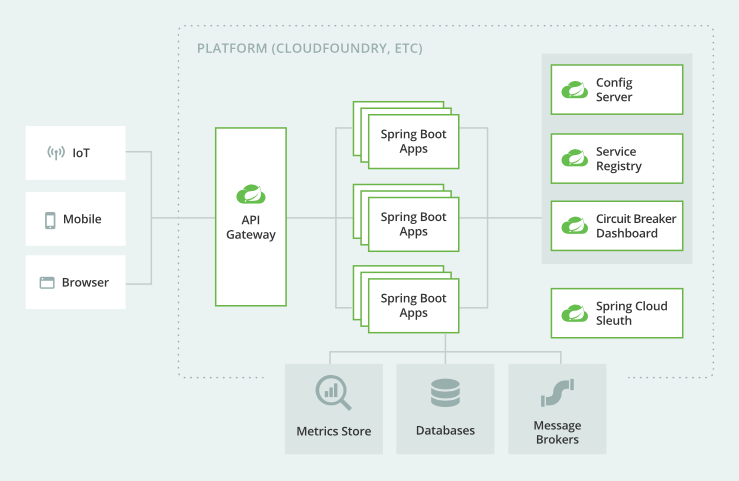 PLATFORM (CLOUDFOUNDRY, ETC)
IoT
Mobile
Browser
API
Gateway
Spring Boot
Apps
Spring Boot
Apps
Spring Boot
Apps
Config
Server
Service
Registry
Circuit Breaker
Dashboard
Spring Cloud
Sleuth
Metrics Store
Databases
Message
Brokers